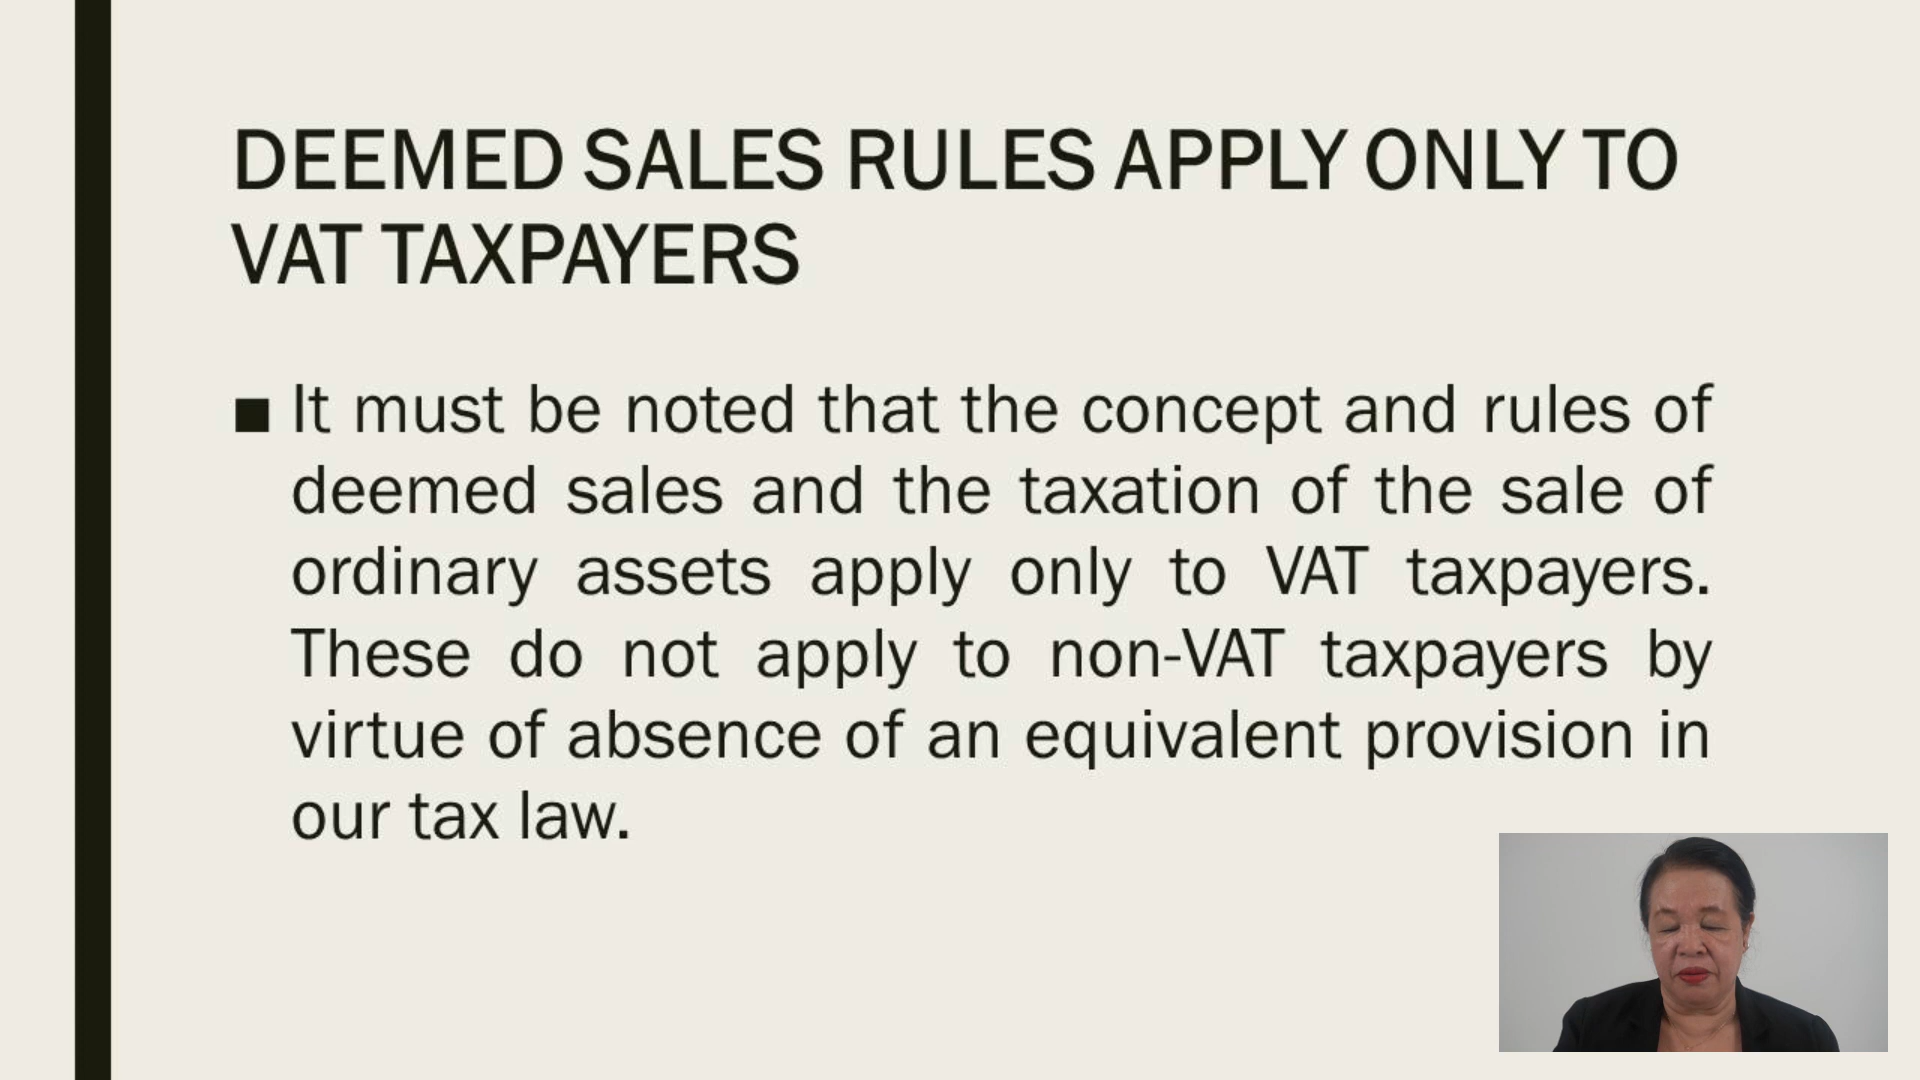 DEEMED SALES RULES APPLY ONLY TO
VAT TAXPAYERS
■ It must be noted that the concept and rules of
deemed sales and the taxation of the sale of
ordinary assets apply only to VAT taxpayers.
These do not apply to non-VAT taxpayers by
virtue of absence of an equivalent provision in
our tax law.